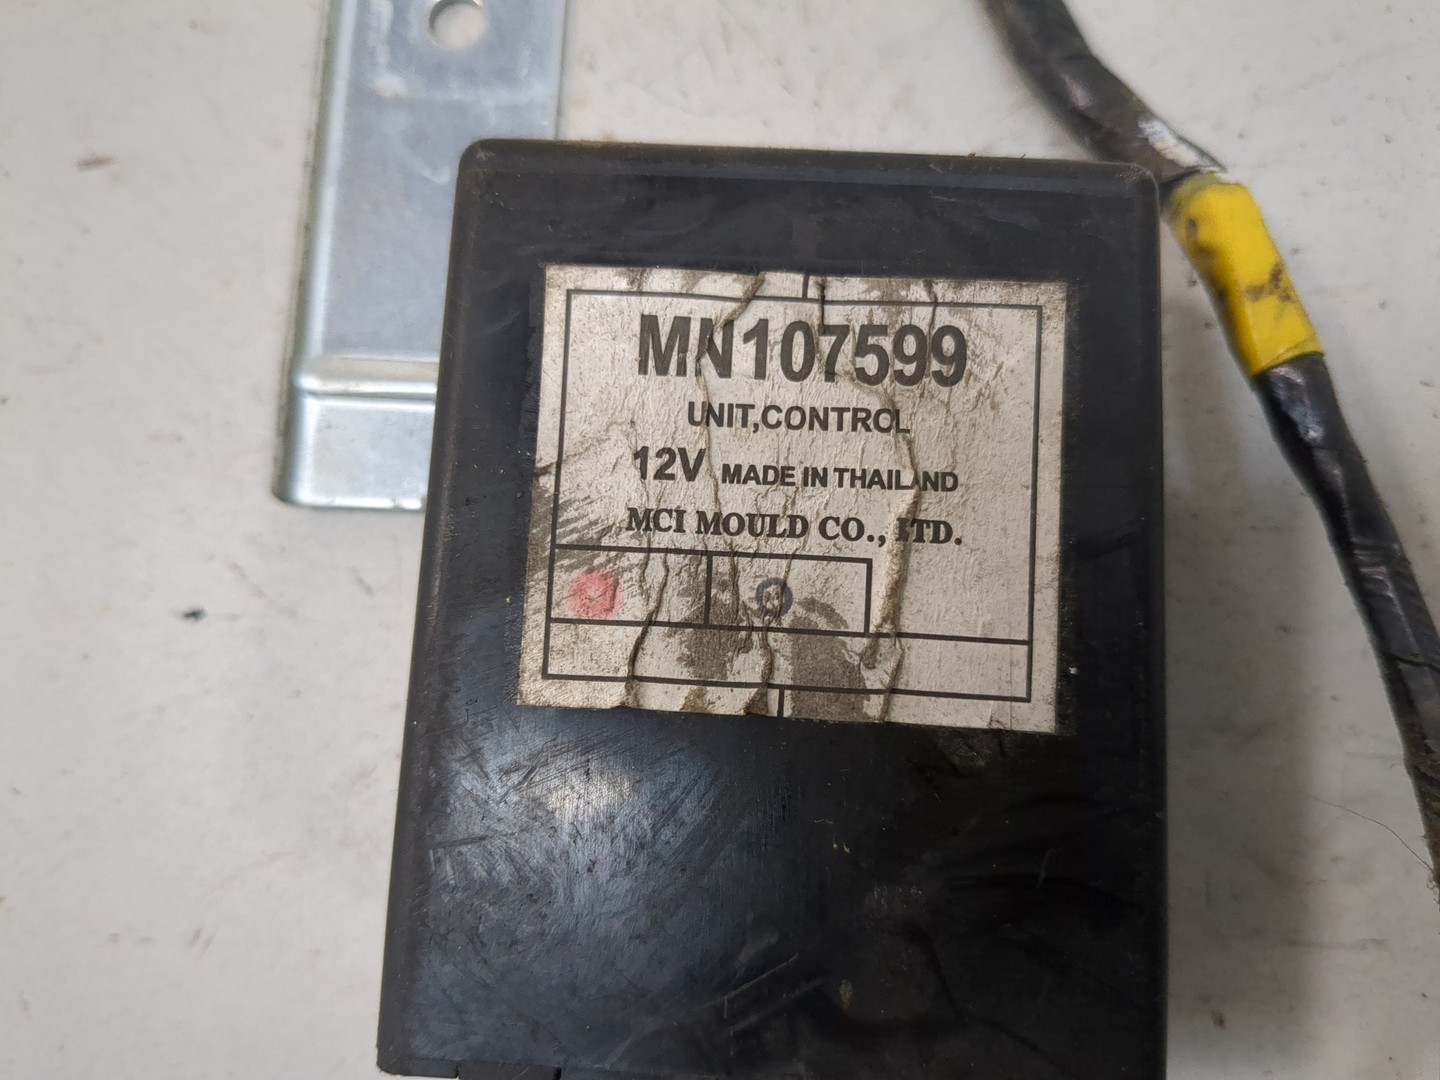 MN107599
UNIT,CONTROL
12V MADE IN THAILAND
MCI MOULD CO., LTD.